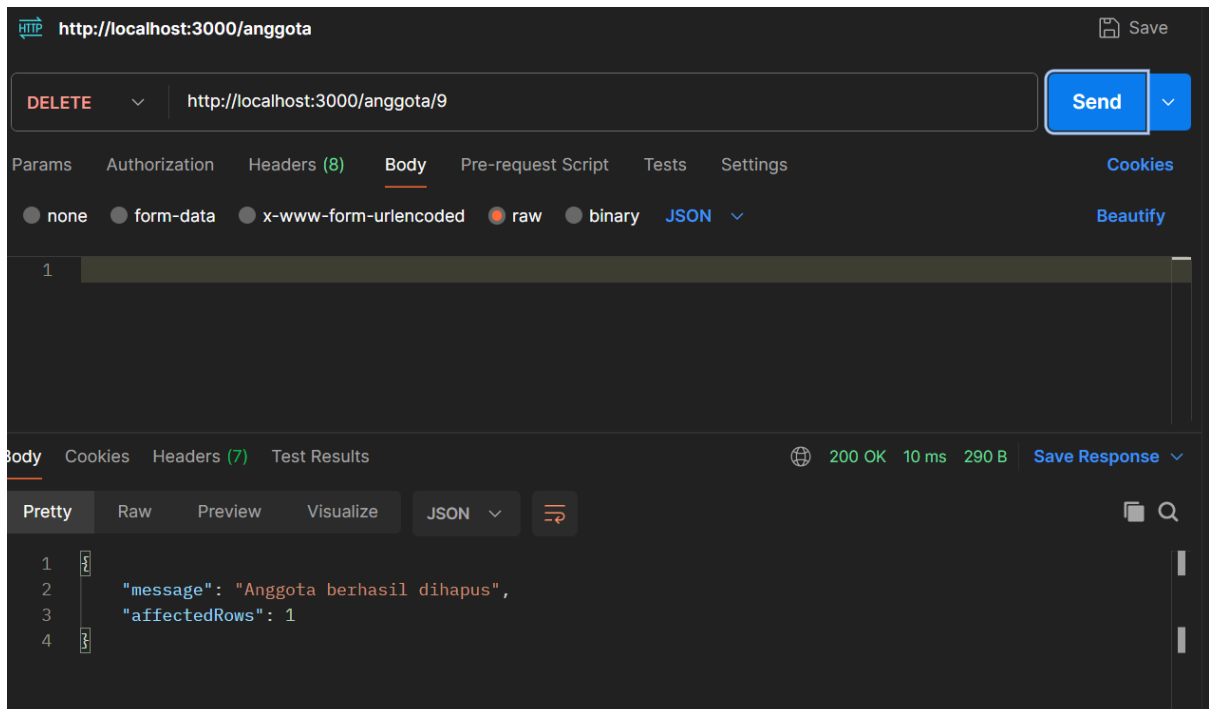 HTTP http://localhost:3000/anggota Save
DELETE http://localhost:3000/anggota/9 Send
Params Authorization Headers (8) Body Pre-request Script Tests Settings Cookies
none form-data x-www-form-urlencoded raw binary JSON Beautify
1
Body Cookies Headers (7) Test Results 200 OK 10 ms 290 B Save Response
Pretty Raw Preview Visualize JSON
1 {
2 "message": "Anggota berhasil dihapus",
3 "affectedRows": 1
4 }